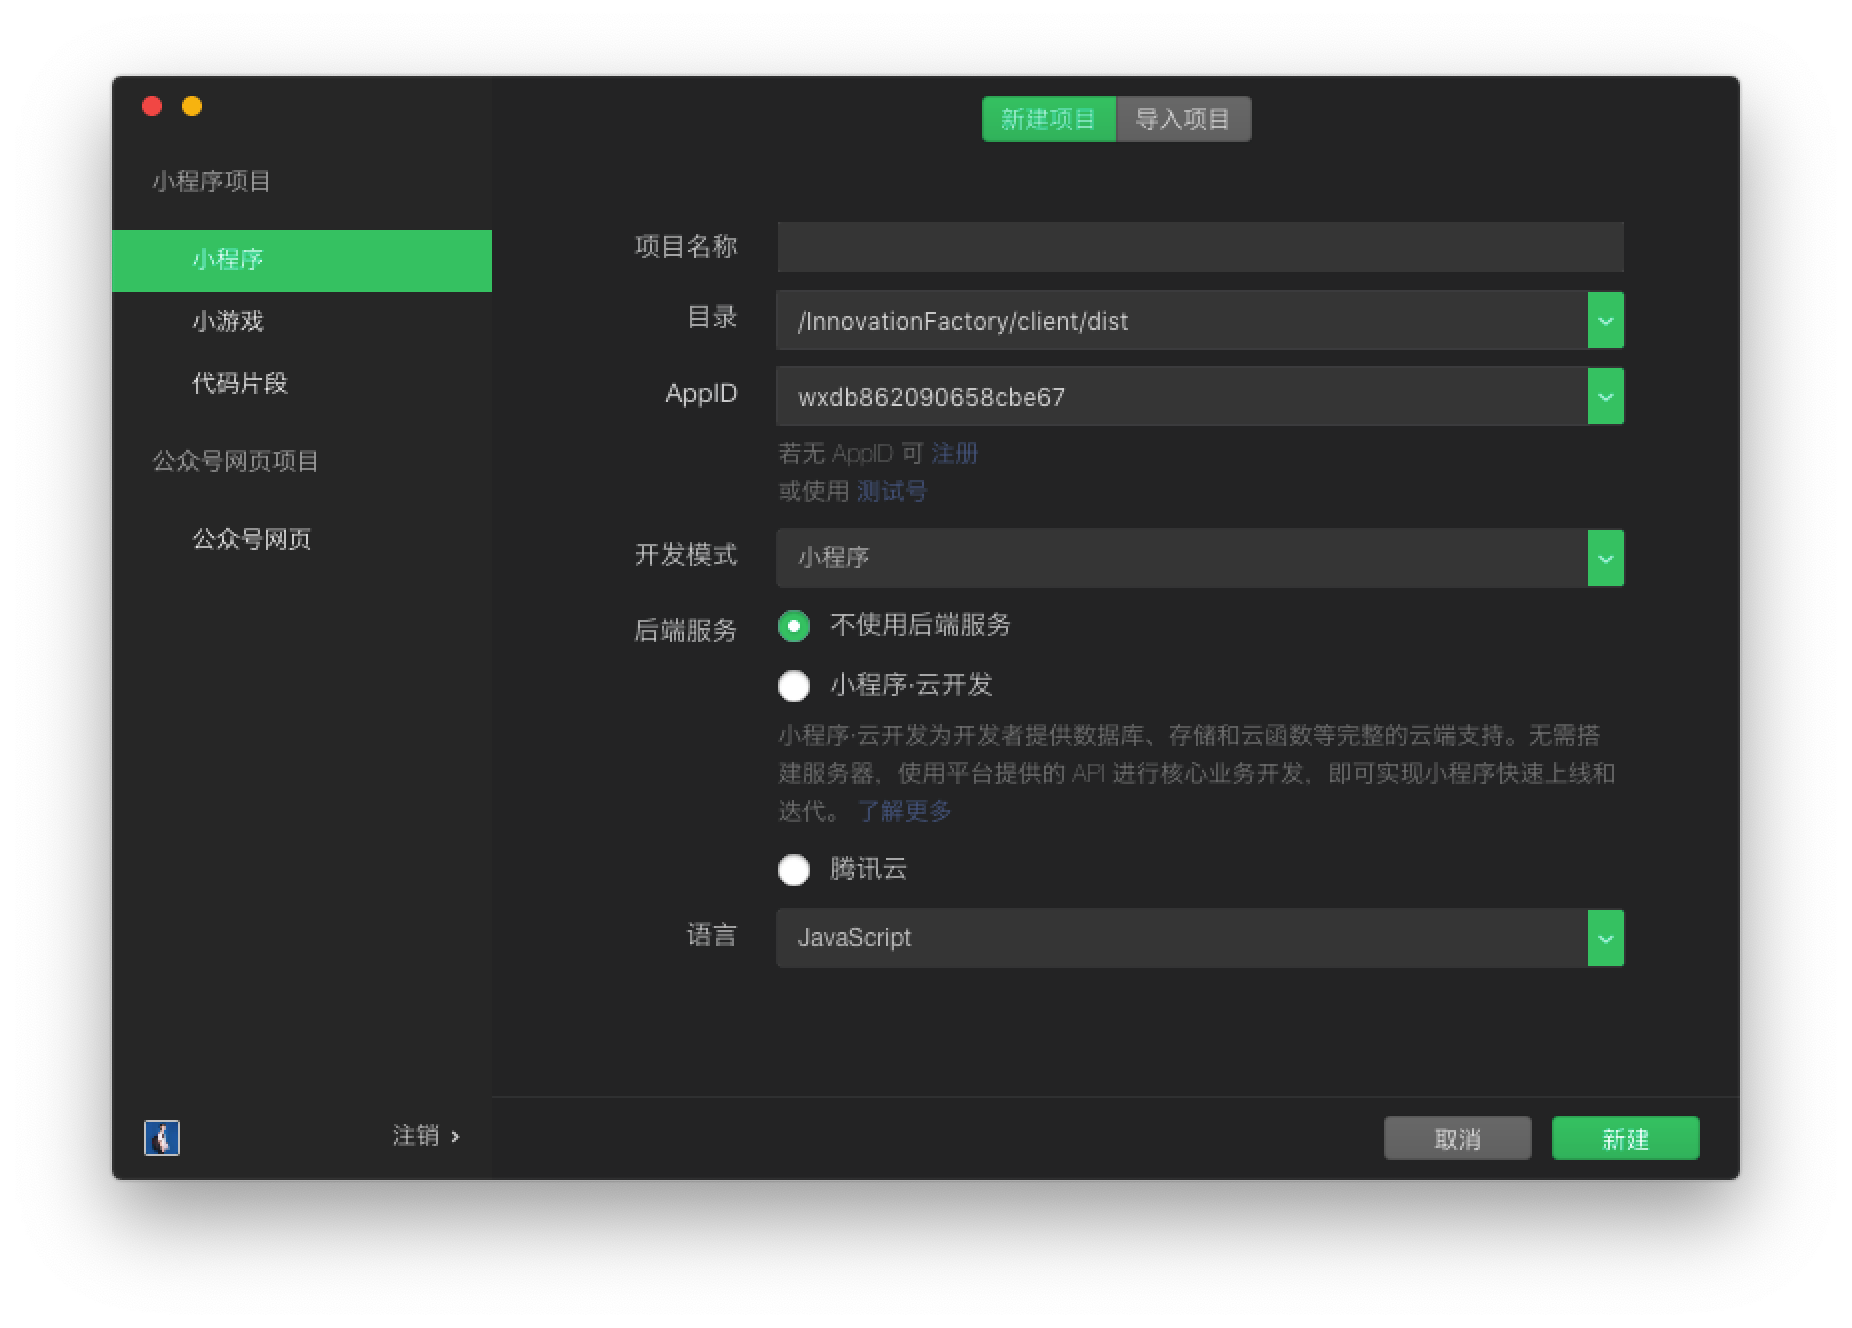 新建项目 导入项目
小程序项目
小程序
小游戏
代码片段
公众号网页项目
公众号网页
注销 ›
项目名称
目录 /InnovationFactory/client/dist
AppID wxdb862090658cbe67
若无 AppID 可 注册
或使用 测试号
开发模式 小程序
后端服务 不使用后端服务
小程序·云开发
小程序·云开发为开发者提供数据库、存储和云函数等完整的云端支持。无需搭
建服务器，使用平台提供的 API 进行核心业务开发，即可实现小程序快速上线和
迭代。 了解更多
腾讯云
语言 JavaScript
取消 新建